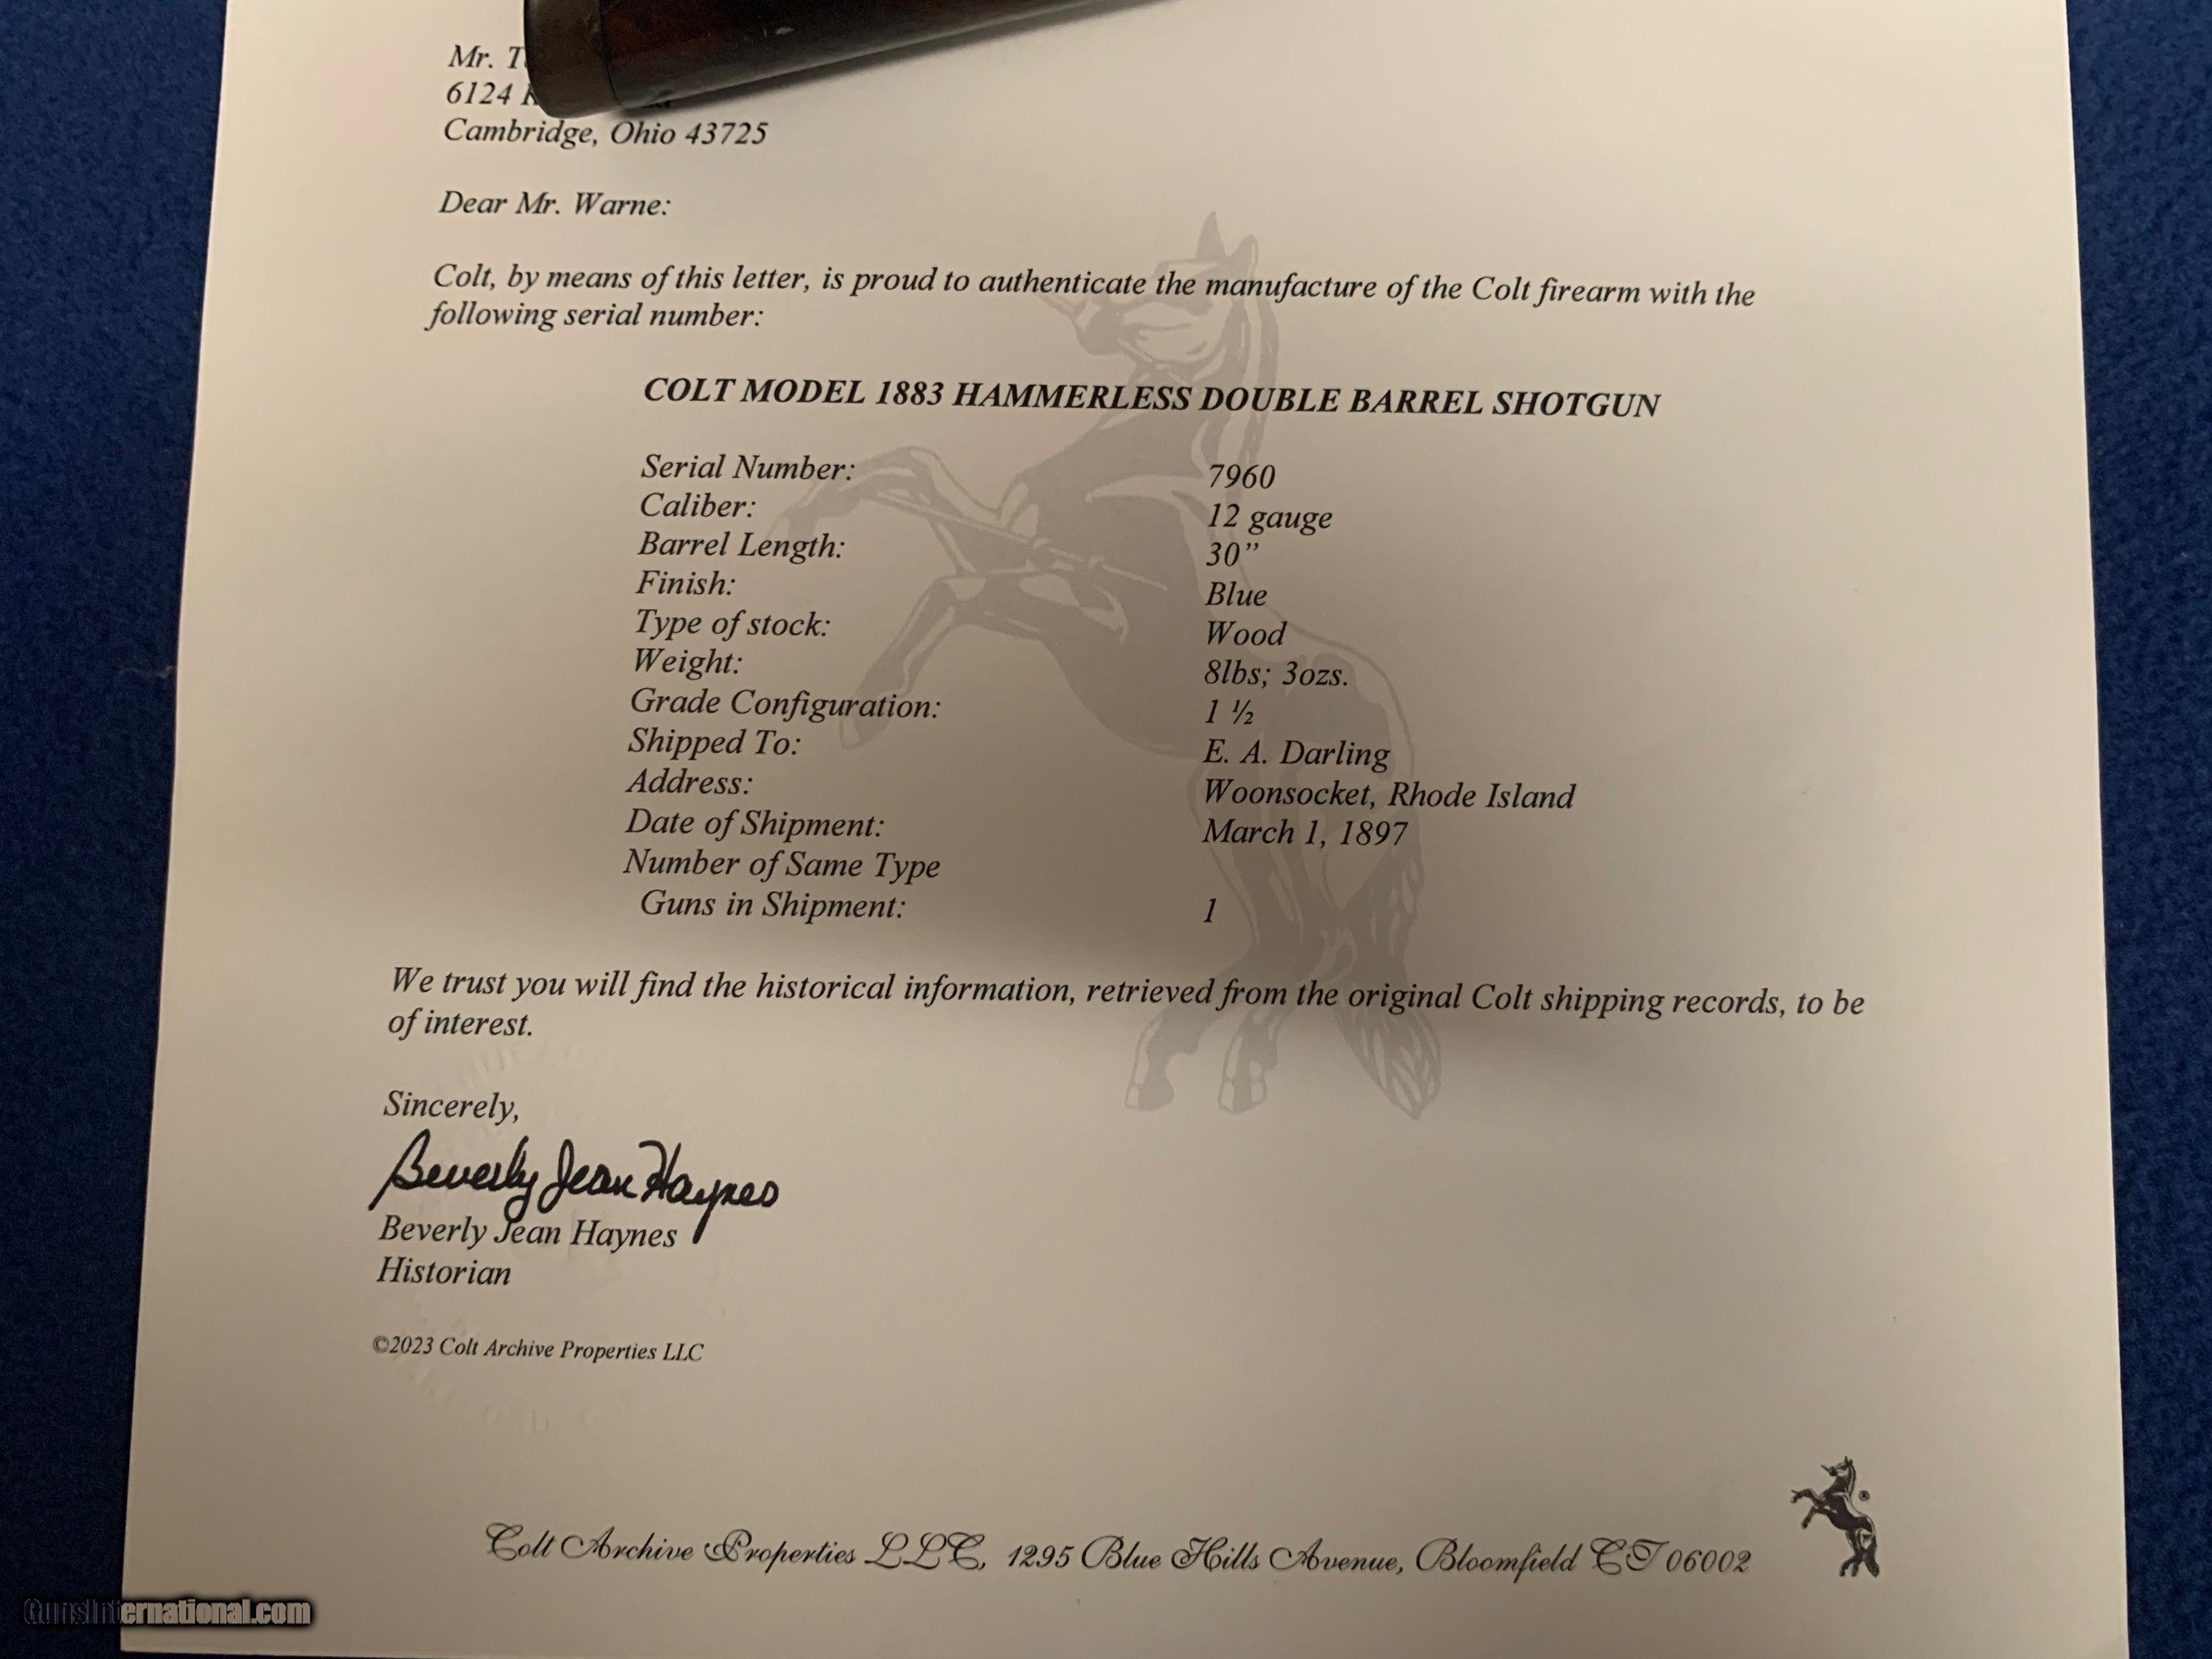 Mr.
6124
Cambridge, Ohio 43725
Dear Mr. Warne:
Colt, by means of this letter, is proud to authenticate the manufacture of the Colt firearm with the
following serial number:
COLT MODEL 1883 HAMMERLESS DOUBLE BARREL SHOTGUN
Serial Number: 7960
Caliber: 12 gauge
Barrel Length: 30”
Finish: Blue
Type of stock: Wood
Weight: 8lbs; 3ozs.
Grade Configuration: 1 ½
Shipped To: E. A. Darling
Address: Woonsocket, Rhode Island
Date of Shipment: March 1, 1897
Number of Same Type
Guns in Shipment: 1
We trust you will find the historical information, retrieved from the original Colt shipping records, to be
of interest.
Sincerely,
Beverly Jean Haynes
Beverly Jean Haynes
Historian
©2023 Colt Archive Properties LLC
Colt Archive Properties LLC, 1295 Blue Hills Avenue, Bloomfield CT 06002
®
GunsInternational.com